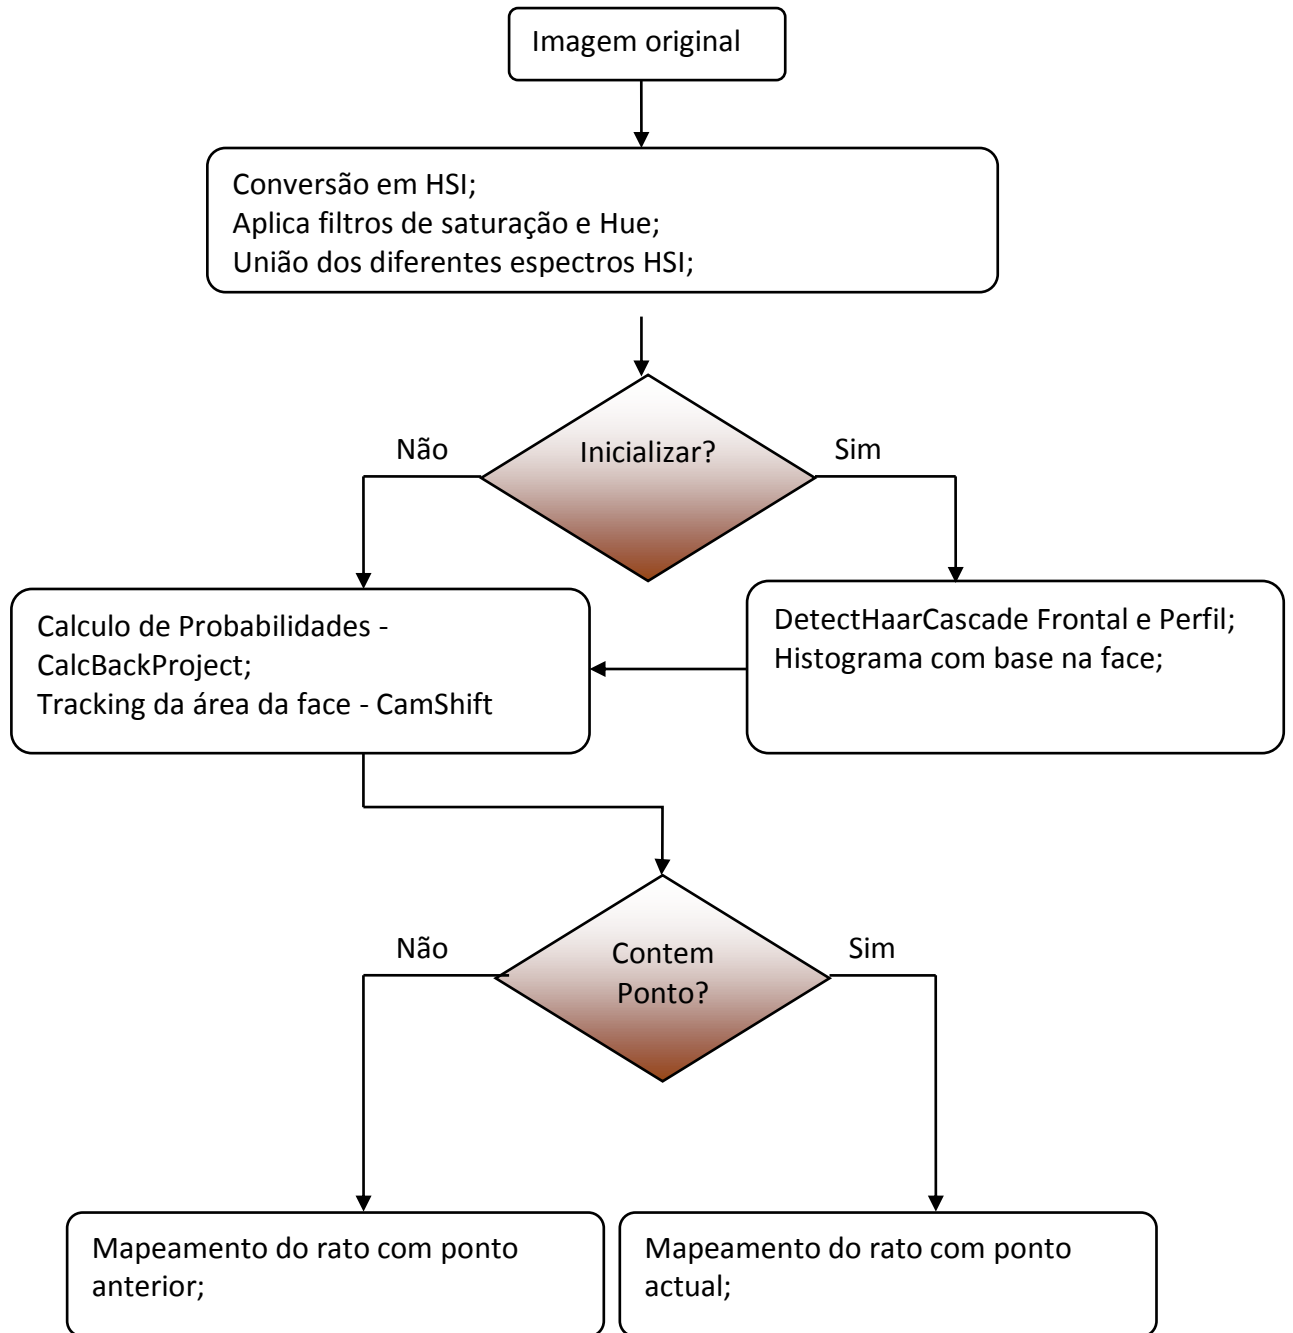 Imagem original
Conversão em HSI;
Aplica filtros de saturação e Hue;
União dos diferentes espectros HSI;
Não
Inicializar?
Sim
Calculo de Probabilidades -
CalcBackProject;
Tracking da área da face - CamShift
DetectHaarCascade Frontal e Perfil;
Histograma com base na face;
Não
Contem
Ponto?
Sim
Mapeamento do rato com ponto
anterior;
Mapeamento do rato com ponto
actual;